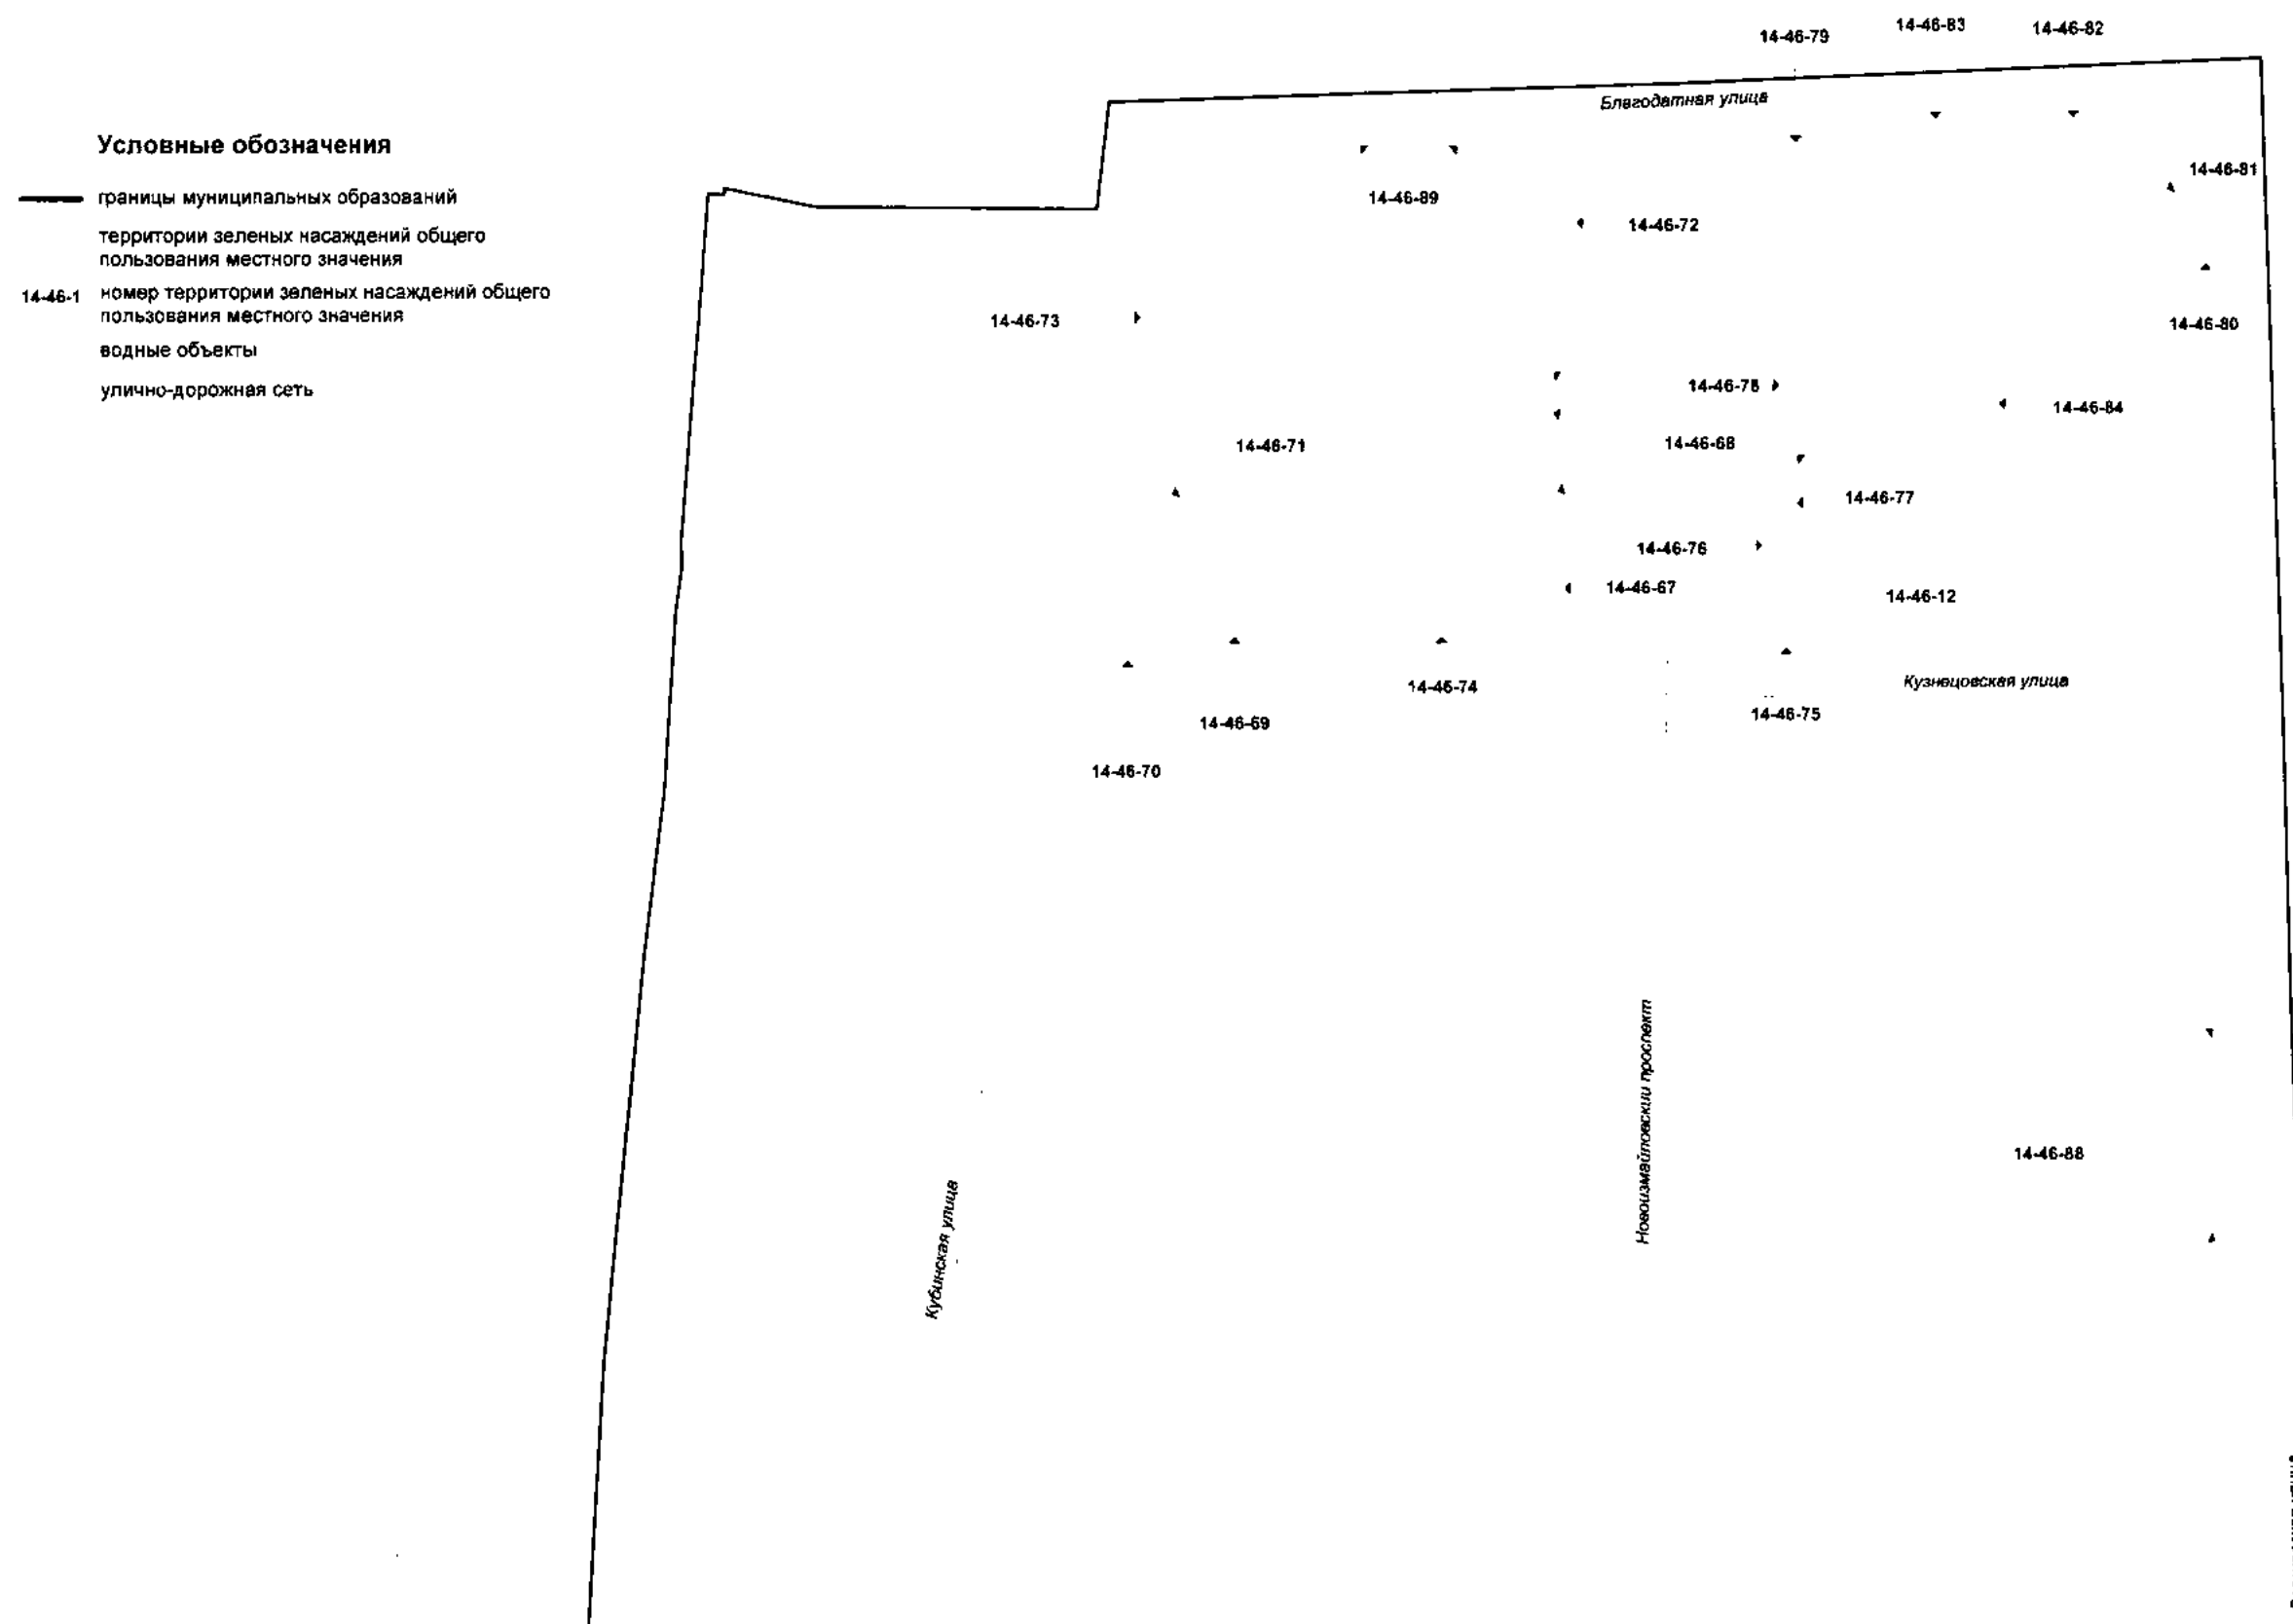 14-46-79
14-46-83
14-46-82
Благодатная улица
Условные обозначения
границы муниципальных образований
территории зеленых насаждений общего
пользования местного значения
14-46-1 номер территории зеленых насаждений общего
пользования местного значения
водные объекты
улично-дорожная сеть
14-46-81
14-46-89
14-46-72
14-46-73
14-46-80
14-46-78
14-46-84
14-46-71
14-46-68
14-46-77
14-46-76
14-46-67
14-46-12
14-46-74
Кузнецовская улица
14-46-69
14-46-75
14-46-70
Новоизмайловский проспект
14-46-88
Кубинская улица